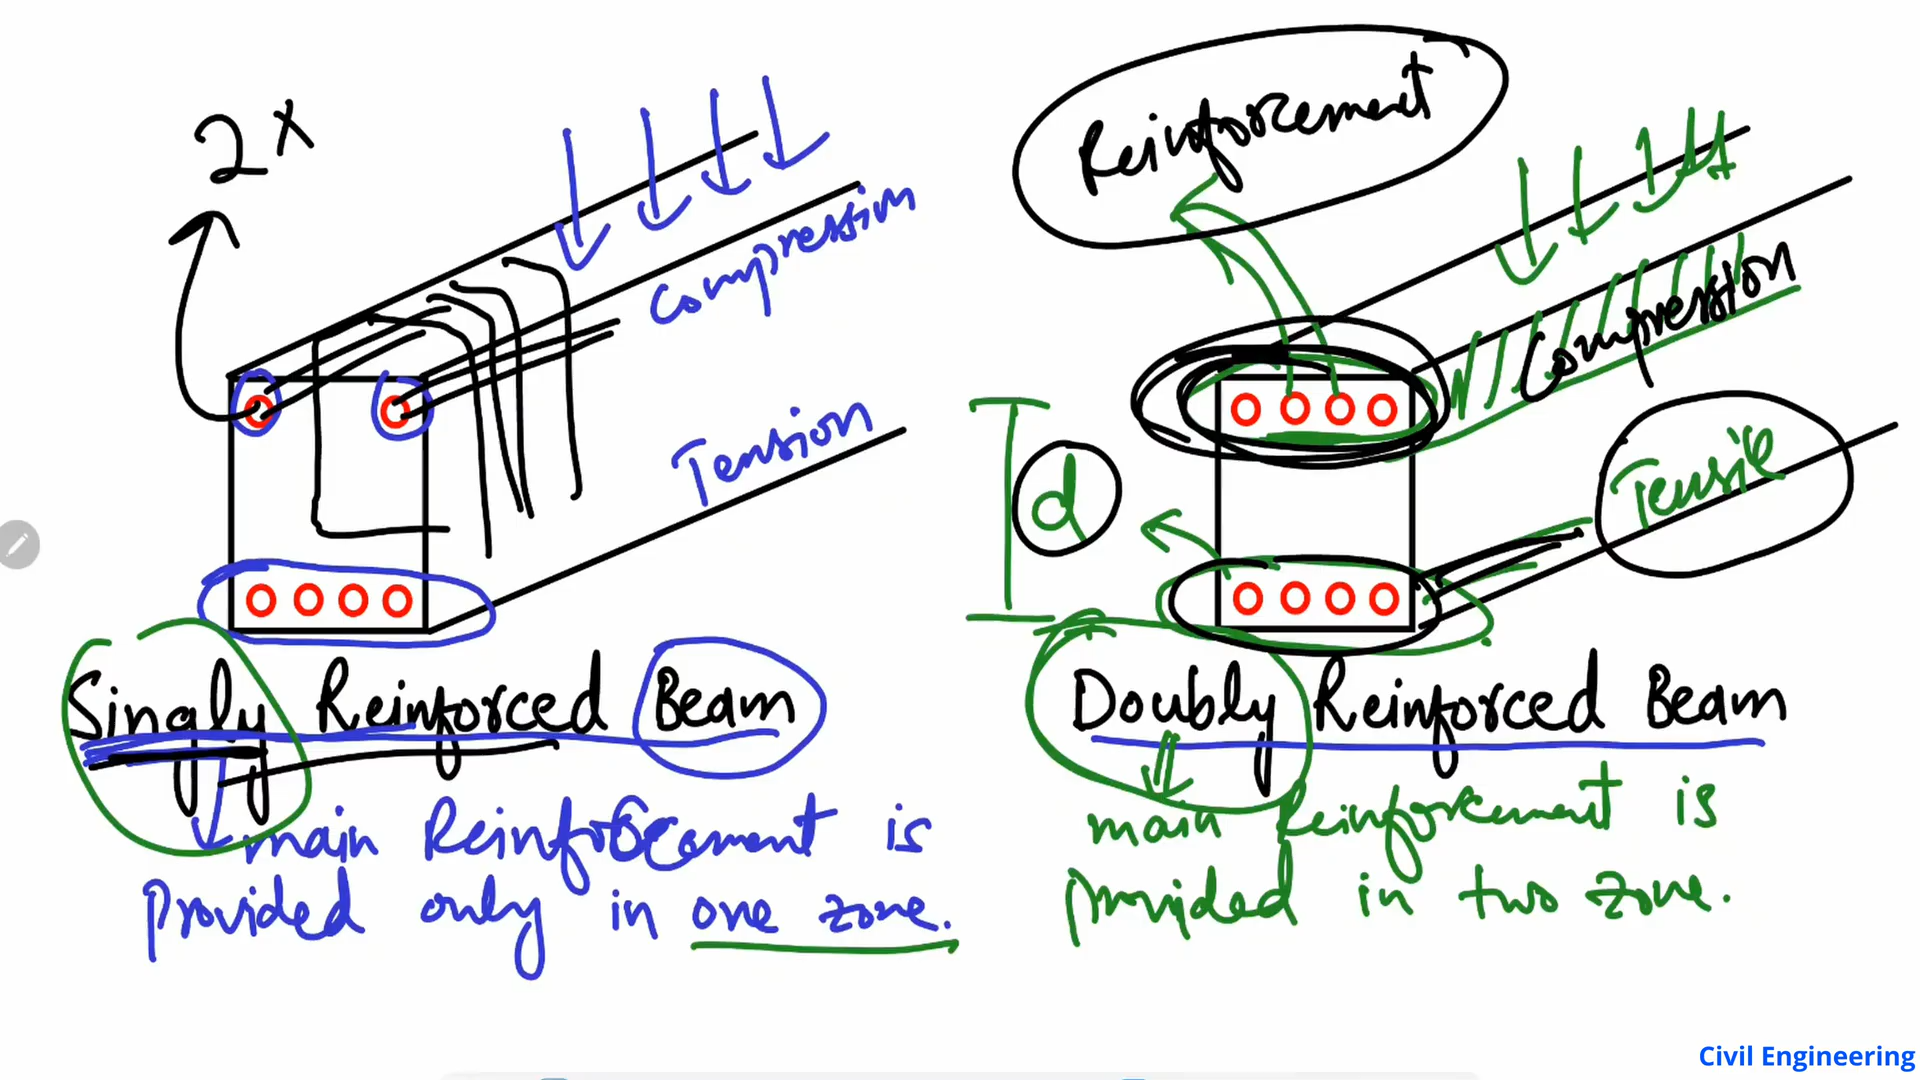 2x
Compression
Tension
Singly Reinforced Beam
main Reinforcement is
provided only in one zone.
Reinforcement
Compression
d
Tensile
Doubly Reinforced Beam
main Reinforcement is
provided in two zone.
Civil Engineering